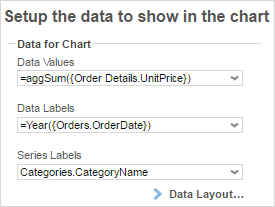 Setup the data to show in the chart
Data for Chart
Data Values
=aggSum({Order Details.UnitPrice})
Data Labels
=Year({Orders.OrderDate})
Series Labels
Categories.CategoryName
Data Layout...